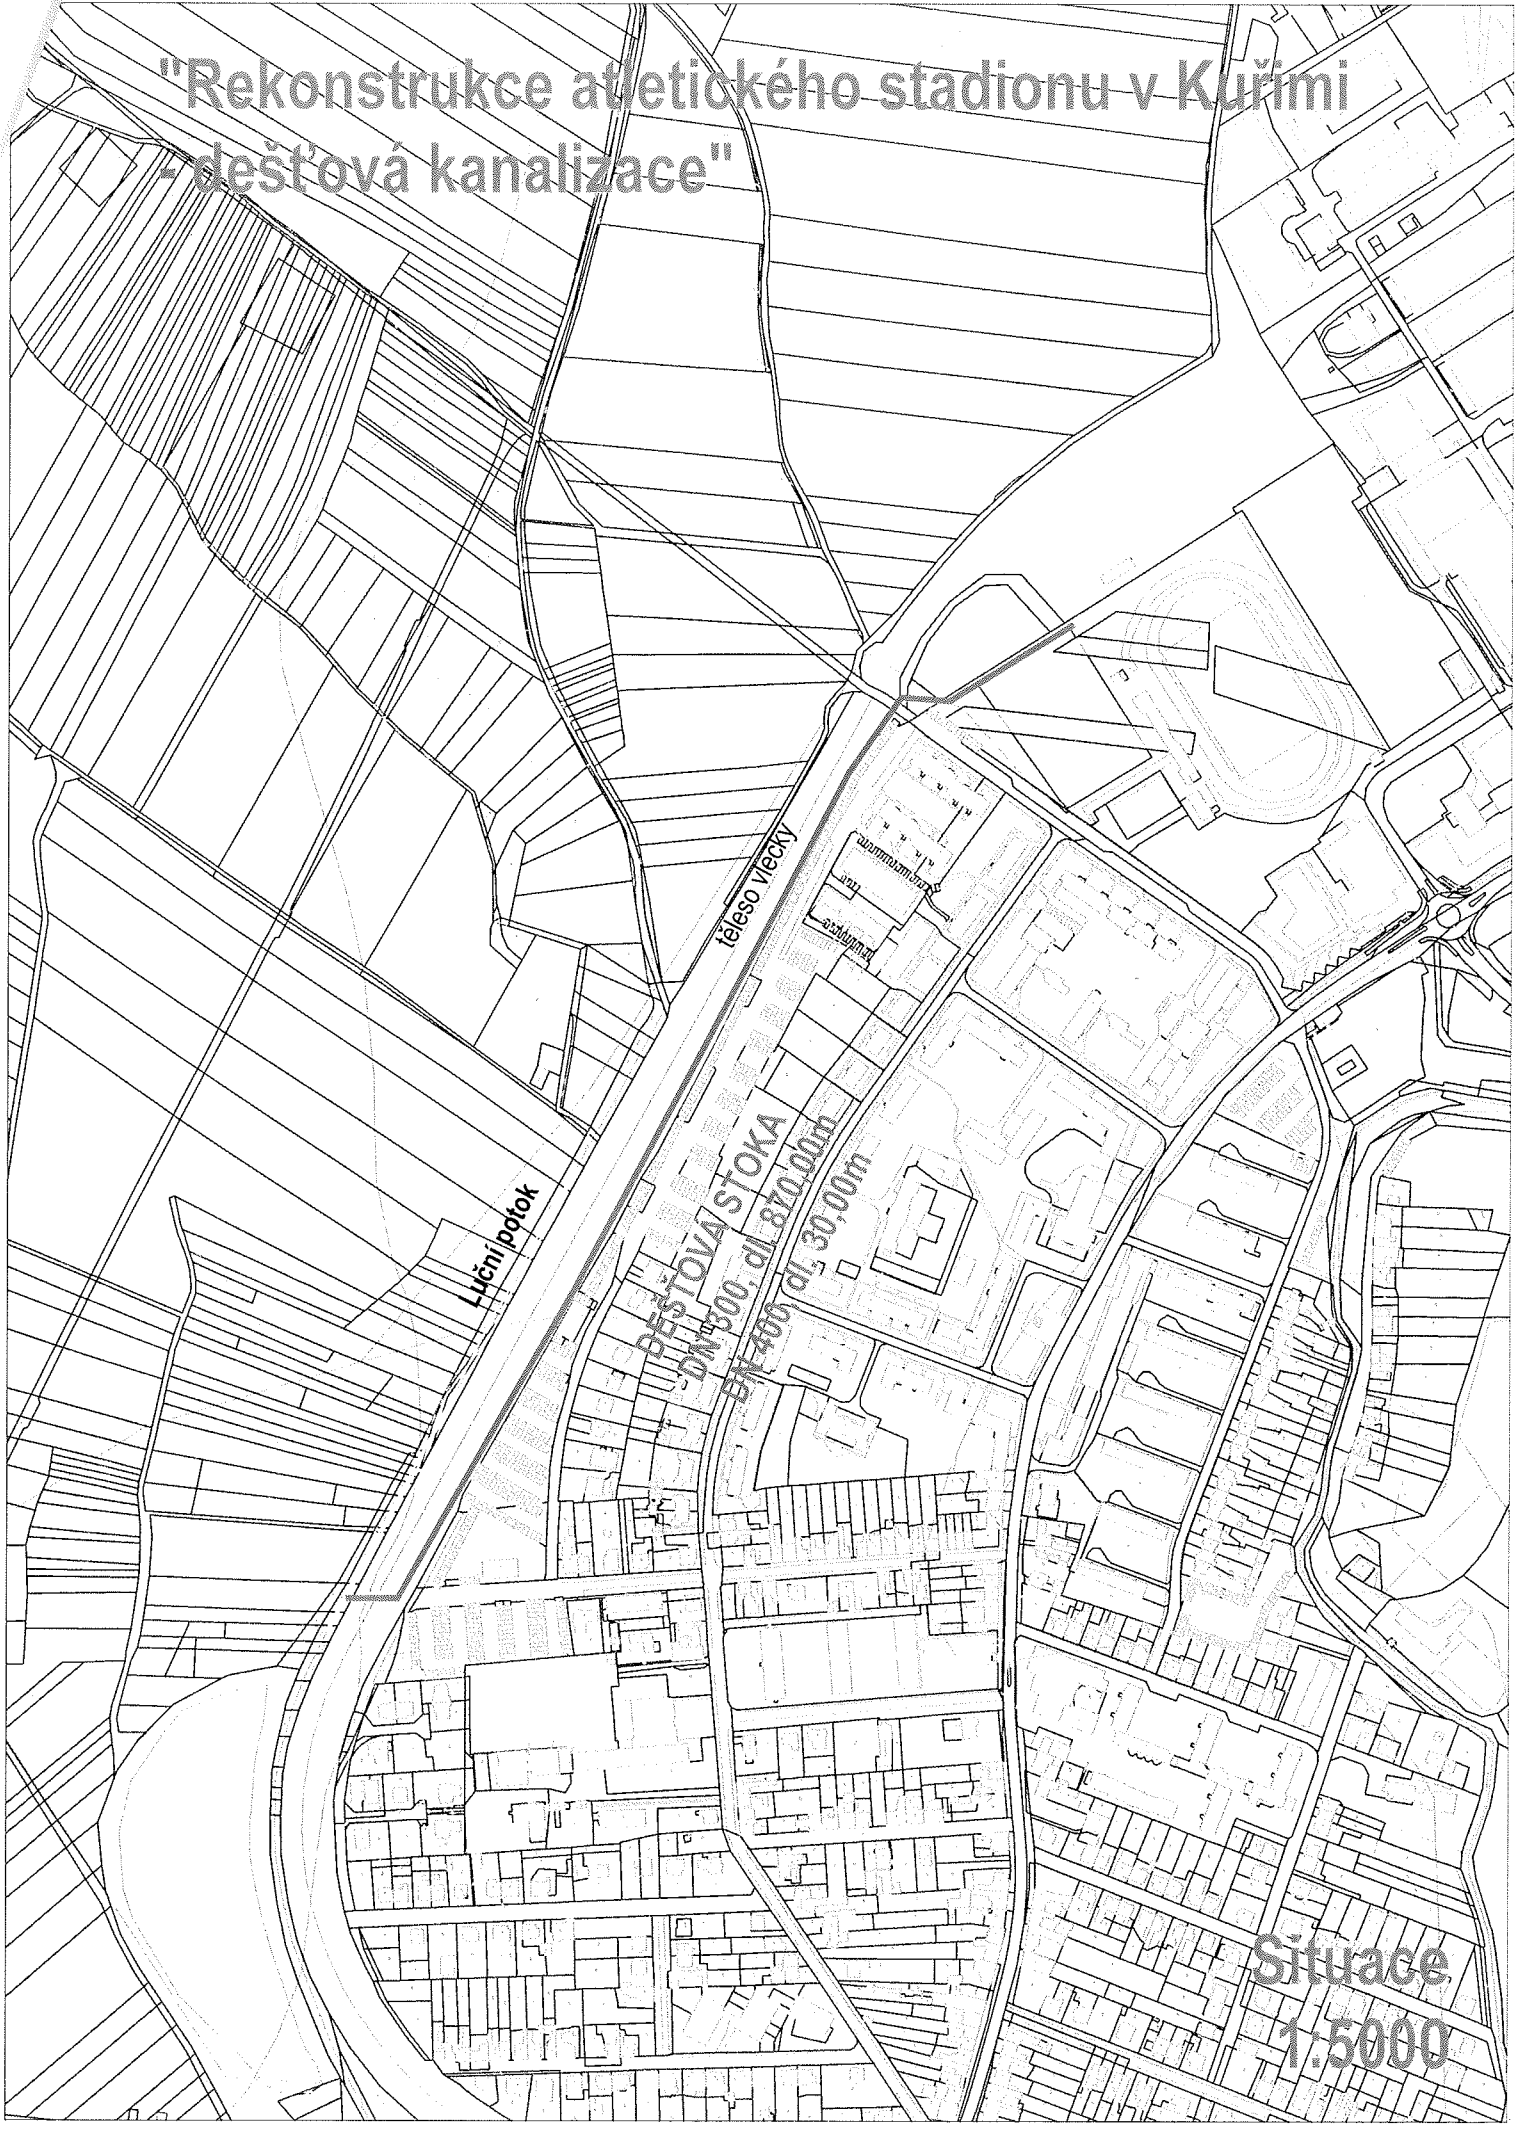 "Rekonstrukce atletického stadionu v Kuřimi
- dešťová kanalizace"
těleso vlečky
Luční potok
DEŠŤOVÁ STOKA
DN 300, dl. 870,00m
DN 400, dl. 30,00m
Situace
1:5000